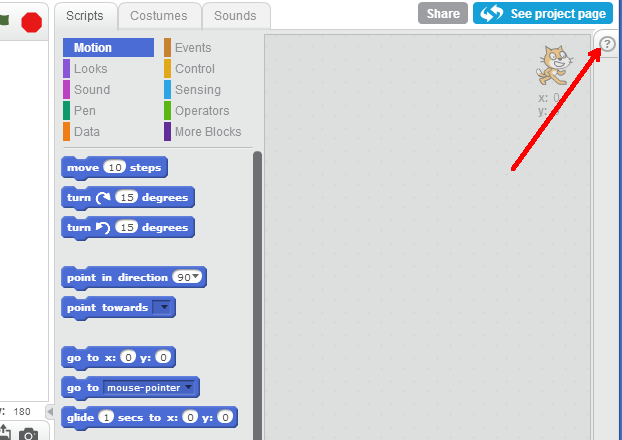 Scripts Costumes Sounds Share See project page
?
Motion Events
Looks Control
Sound Sensing
Pen Operators
Data More Blocks
x: 0
y:
move 10 steps
turn 15 degrees
turn 15 degrees
point in direction 90
point towards
go to x: 0 y: 0
go to mouse-pointer
glide 1 secs to x: 0 y: 0
: 180